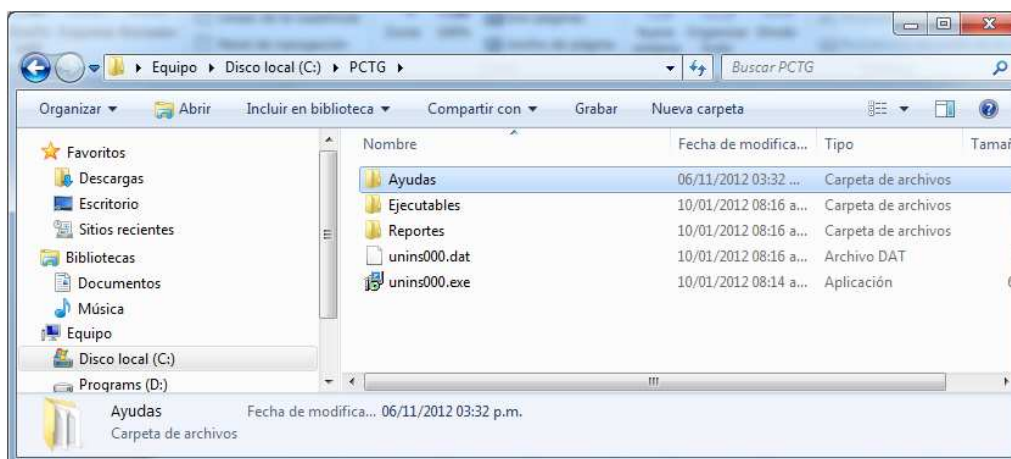 Equipo Disco local (C:) PCTG Buscar PCTG
Organizar Abrir Incluir en biblioteca Compartir con Grabar Nueva carpeta
Favoritos
Descargas
Escritorio
Sitios recientes
Bibliotecas
Documentos
Música
Equipo
Disco local (C:)
Programs (D:)
Nombre Fecha de modifica... Tipo Tamañ
Ayudas 06/11/2012 03:32 ... Carpeta de archivos
Ejecutables 10/01/2012 08:16 a... Carpeta de archivos
Reportes 10/01/2012 08:16 a... Carpeta de archivos
unins000.dat 10/01/2012 08:16 a... Archivo DAT
unins000.exe 10/01/2012 08:14 a... Aplicación 6
Ayudas Fecha de modifica... 06/11/2012 03:32 p.m.
Carpeta de archivos